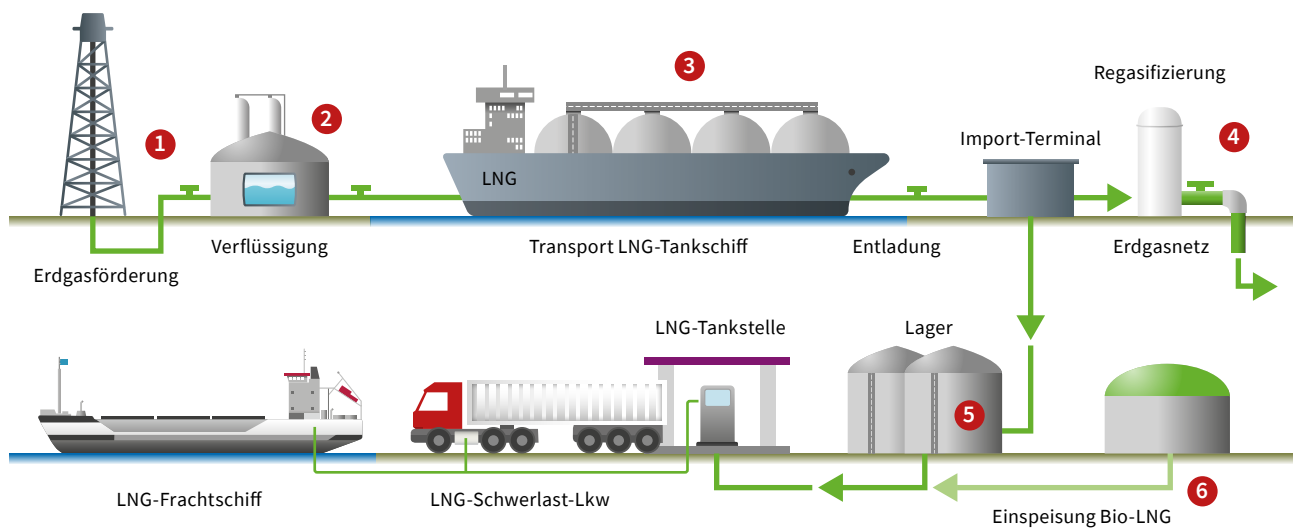 3
Regasifizierung
1
2
4
Import-Terminal
LNG
Verflüssigung
Transport LNG-Tankschiff
Entladung
Erdgasnetz
Erdgasförderung
LNG-Tankstelle
Lager
5
6
LNG-Frachtschiff
LNG-Schwerlast-Lkw
Einspeisung Bio-LNG